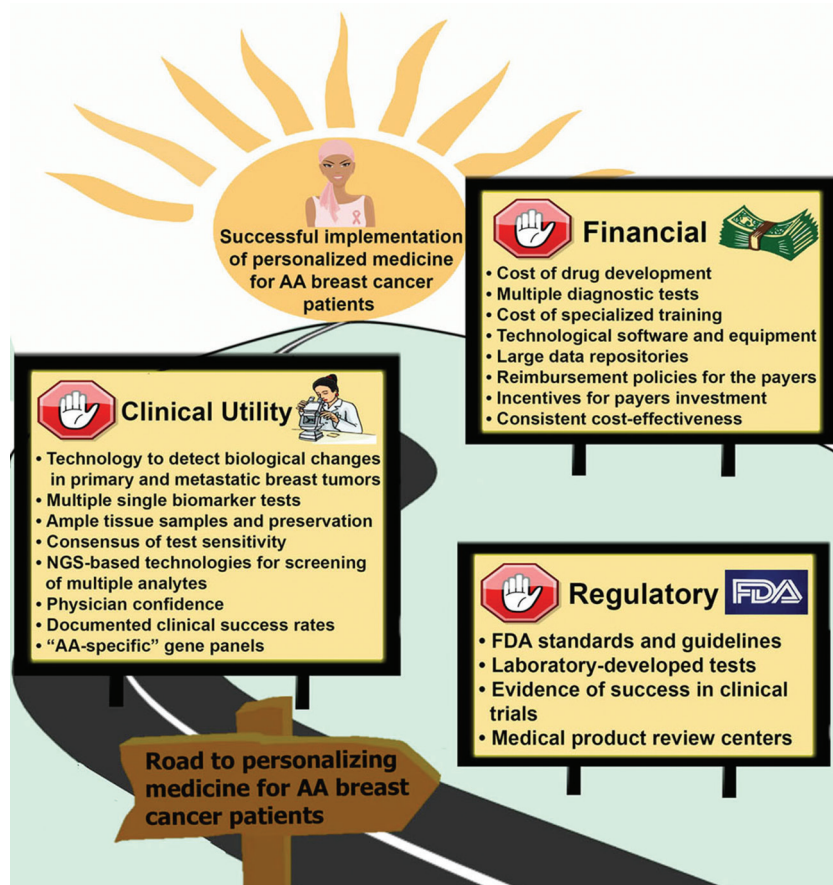 Successful implementation
of personalized medicine
for AA breast cancer
patients
Financial
• Cost of drug development
• Multiple diagnostic tests
• Cost of specialized training
• Technological software and equipment
• Large data repositories
• Reimbursement policies for the payers
• Incentives for payers investment
• Consistent cost-effectiveness
Clinical Utility
• Technology to detect biological changes
in primary and metastatic breast tumors
• Multiple single biomarker tests
• Ample tissue samples and preservation
• Consensus of test sensitivity
• NGS-based technologies for screening
of multiple analytes
• Physician confidence
• Documented clinical success rates
• “AA-specific” gene panels
Regulatory
FDA
• FDA standards and guidelines
• Laboratory-developed tests
• Evidence of success in clinical
trials
• Medical product review centers
Road to personalizing
medicine for AA breast
cancer patients